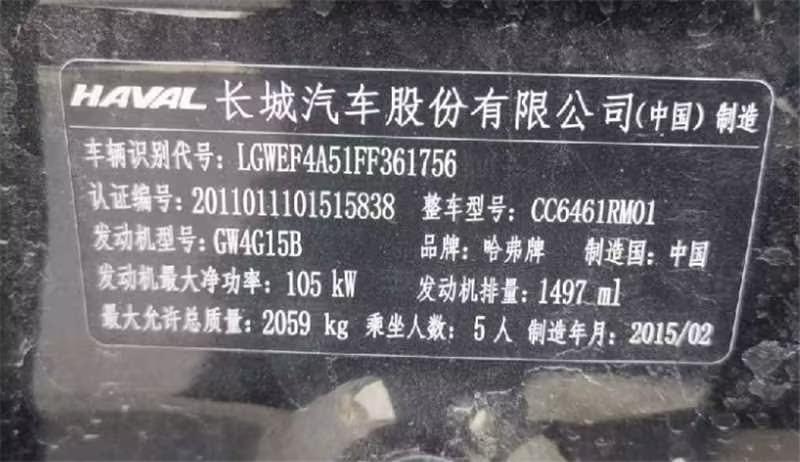 HAVAL 长城汽车股份有限公司(中国) 制造
车辆识别代号: LGWEF4A51FF361756
认证编号: 2011011101515838 整车型号: CC6461RM01
发动机型号: GW4G15B 品牌: 哈弗牌 制造国: 中国
发动机最大净功率: 105 kW 发动机排量: 1497 ml
最大允许总质量: 2059 kg 乘坐人数: 5 人 制造年月: 2015/02